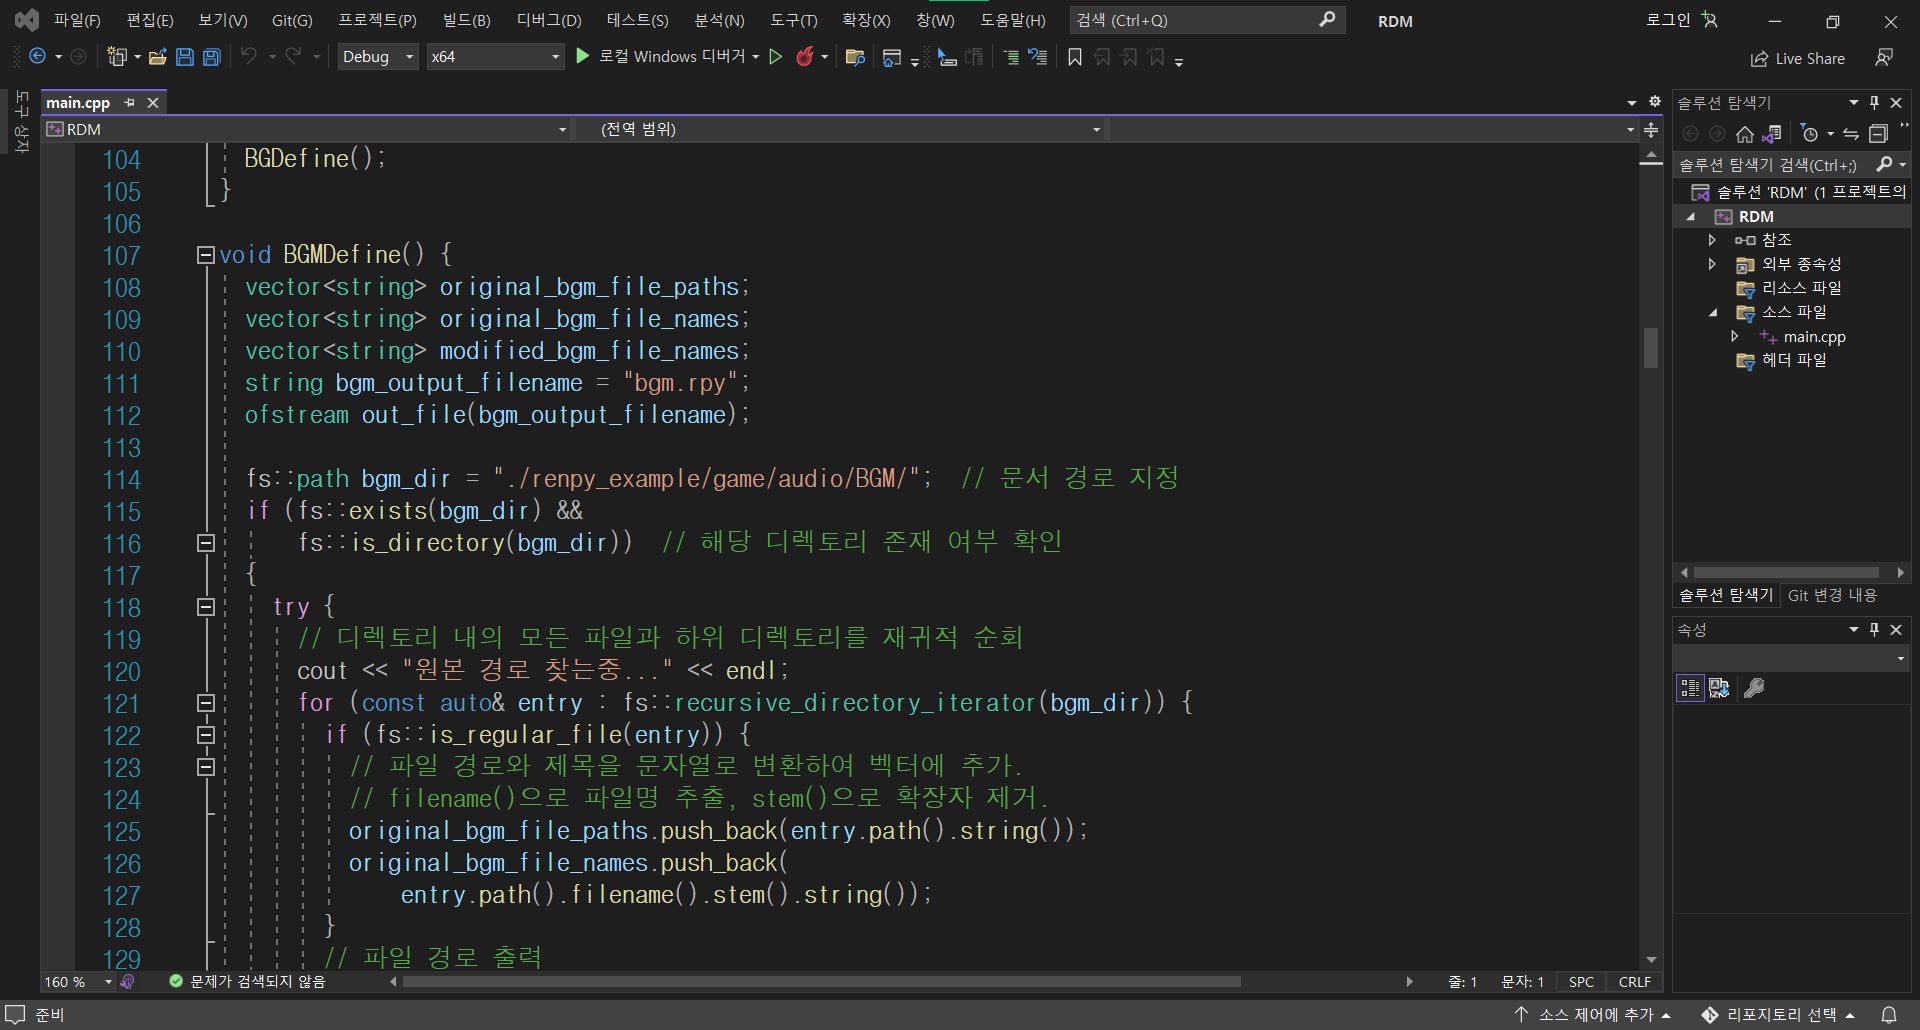 파일(F) 편집(E) 보기(V) Git(G) 프로젝트(P) 빌드(B) 디버그(D) 테스트(S) 분석(N) 도구(T) 확장(X) 창(W) 도움말(H) 검색 (Ctrl+Q) RDM 로그인
Debug x64 로컬 Windows 디버거 Live Share
도구 상자
main.cpp
RDM (전역 범위)
104 BGDefine();
105 }
106
107 void BGMDefine() {
108 vector<string> original_bgm_file_paths;
109 vector<string> original_bgm_file_names;
110 vector<string> modified_bgm_file_names;
111 string bgm_output_filename = "bgm.rpy";
112 ofstream out_file(bgm_output_filename);
113
114 fs::path bgm_dir = "./renpy_example/game/audio/BGM/"; // 문서 경로 지정
115 if (fs::exists(bgm_dir) &&
116 fs::is_directory(bgm_dir)) // 해당 디렉토리 존재 여부 확인
117 {
118 try {
119 // 디렉토리 내의 모든 파일과 하위 디렉토리를 재귀적 순회
120 cout << "원본 경로 찾는중..." << endl;
121 for (const auto& entry : fs::recursive_directory_iterator(bgm_dir)) {
122 if (fs::is_regular_file(entry)) {
123 // 파일 경로와 제목을 문자열로 변환하여 벡터에 추가.
124 // filename()으로 파일명 추출, stem()으로 확장자 제거.
125 original_bgm_file_paths.push_back(entry.path().string());
126 original_bgm_file_names.push_back(
127 entry.path().filename().stem().string());
128 }
129 // 파일 경로 출력
160 % 문제가 검색되지 않음 줄: 1 문자: 1 SPC CRLF
솔루션 탐색기
솔루션 탐색기 검색(Ctrl+;)
솔루션 'RDM' (1 프로젝트의
RDM
참조
외부 종속성
리소스 파일
소스 파일
main.cpp
헤더 파일
솔루션 탐색기 Git 변경 내용
속성
준비 소스 제어에 추가 리포지토리 선택